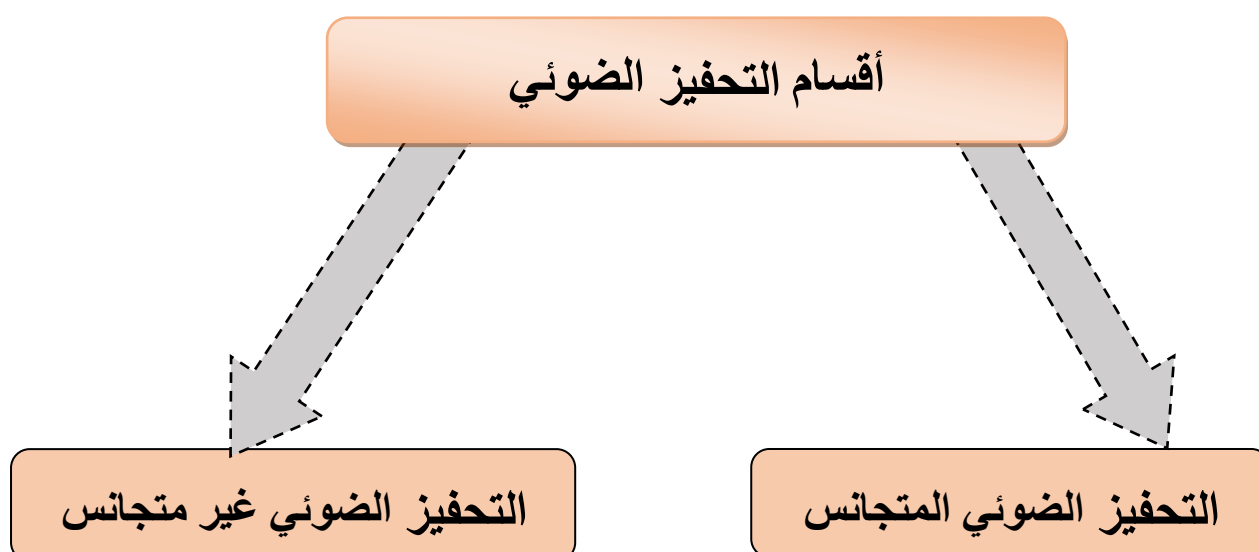 أقسام التحفيز الضوئي
التحفيز الضوئي المتجانس
التحفيز الضوئي غير متجانس